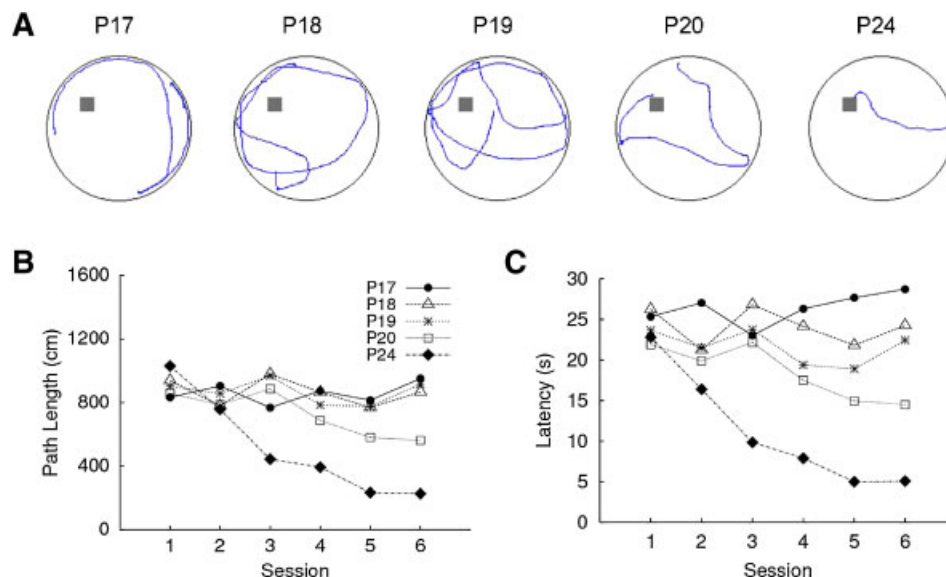 A
P17 P18 P19 P20 P24
B
1600
1200
800
400
0
Path Length (cm)
P17
P18
P19
P20
P24
1 2 3 4 5 6
Session
C
30
25
20
15
10
5
0
Latency (s)
1 2 3 4 5 6
Session